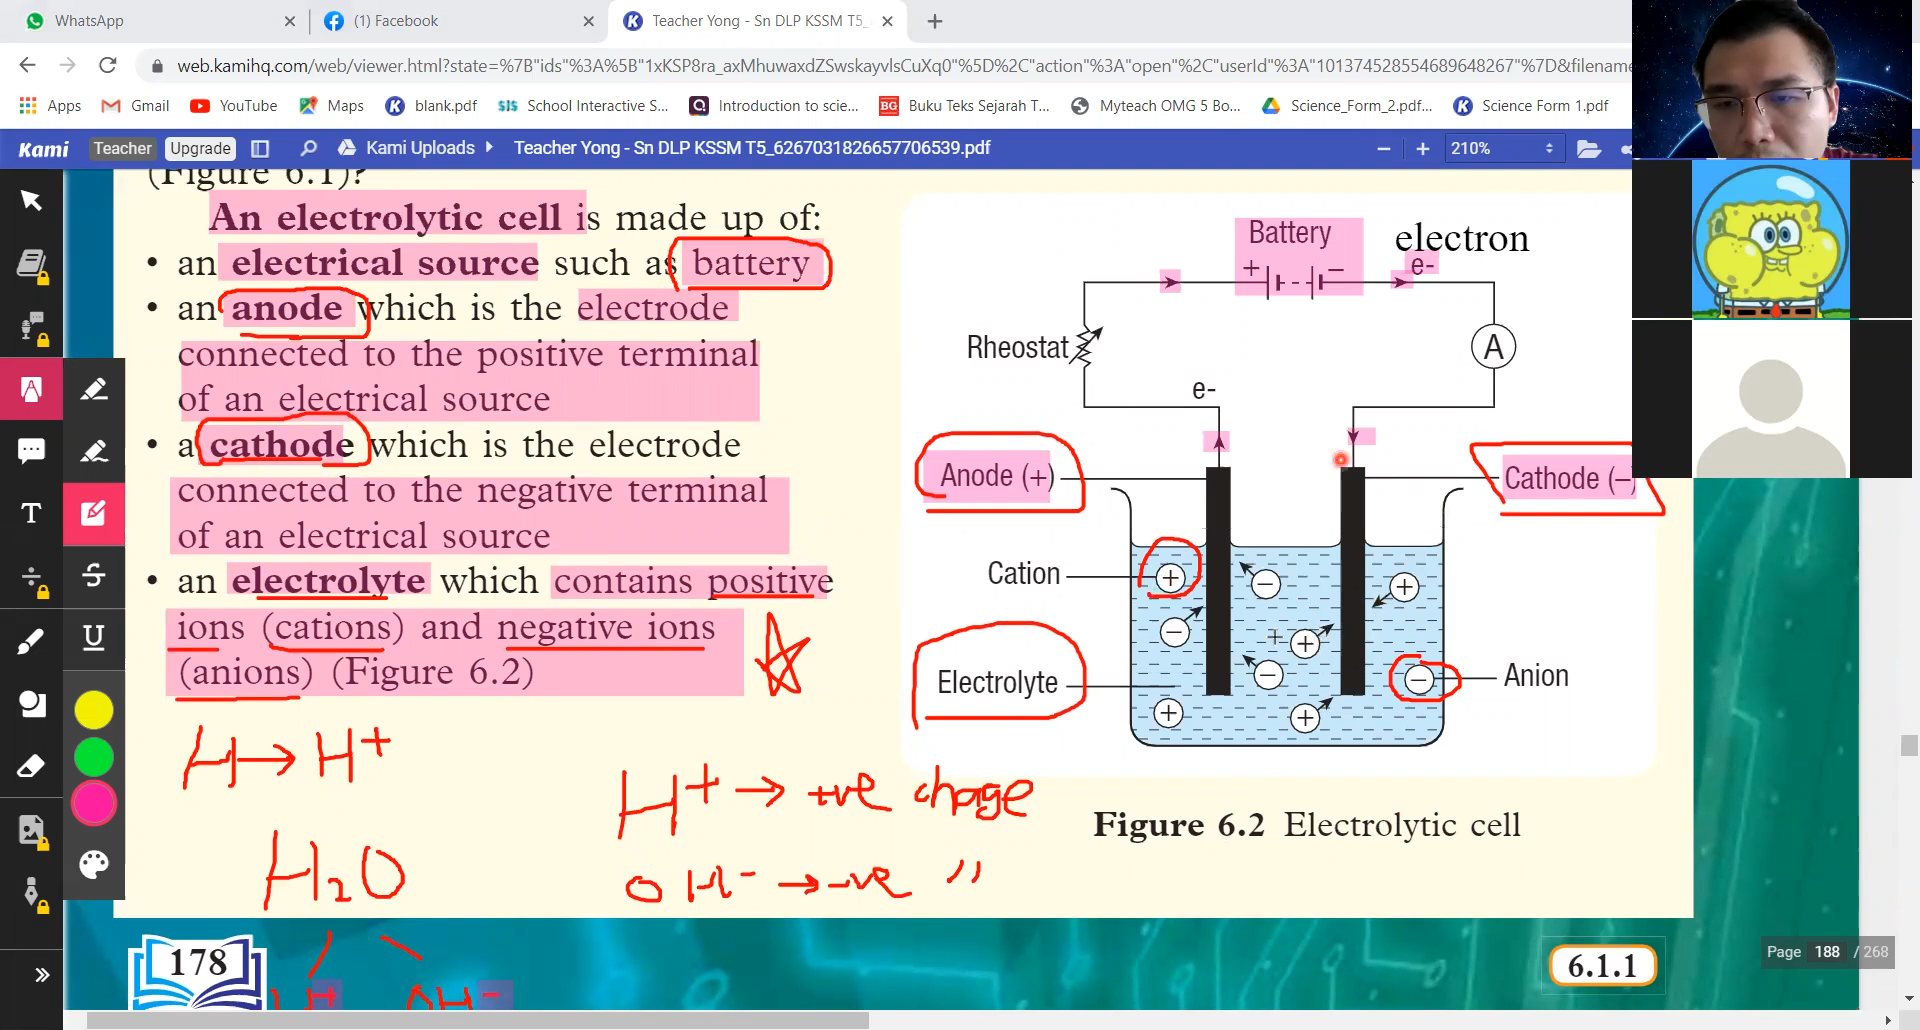 WhatsApp
(1) Facebook
Teacher Yong - Sn DLP KSSM T5_
web.kamihq.com/web/viewer.html?state=%7B"ids"%3A%5B"1xKSP8ra_axMhuwaxdZSwskayvlsCuXq0"%5D%2C"action"%3A"open"%2C"userId"%3A"101374528554689648267"%7D&filename
Apps
Gmail
YouTube
Maps
blank.pdf
School Interactive S...
Introduction to scie...
Buku Teks Sejarah T...
Myteach OMG 5 Bo...
Science_Form_2.pdf...
Science Form 1.pdf
Kami
Teacher
Upgrade
Kami Uploads
Teacher Yong - Sn DLP KSSM T5_6267031826657706539.pdf
210%
(Figure 6.1)?
An electrolytic cell is made up of:
• an electrical source such as battery
• an anode which is the electrode
connected to the positive terminal
of an electrical source
• a cathode which is the electrode
connected to the negative terminal
of an electrical source
• an electrolyte which contains positive
ions (cations) and negative ions
(anions) (Figure 6.2)
H → H+
H2O
H+ → +ve charge
OH- → -ve "
H
OH-
Battery
electron
+
−
e-
Rheostat
A
e-
Anode (+)
Cathode (−)
Cation
Electrolyte
Anion
Figure 6.2 Electrolytic cell
178
6.1.1
Page 188 / 268